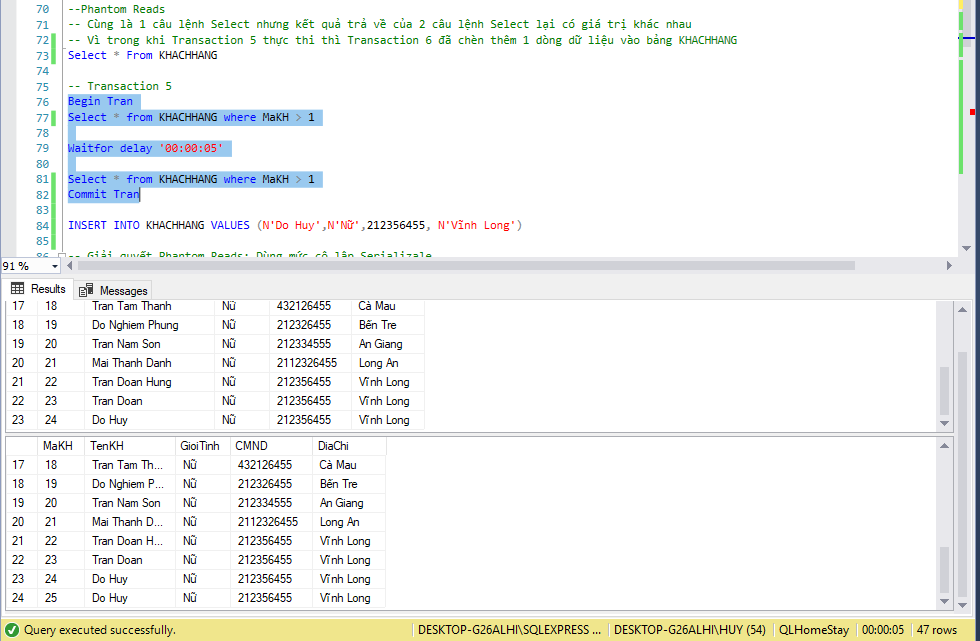 70 --Phantom Reads
71 -- Cùng là 1 câu lệnh Select nhưng kết quả trả về của 2 câu lệnh Select lại có giá trị khác nhau
72 -- Vì trong khi Transaction 5 thực thi thì Transaction 6 đã chèn thêm 1 dòng dữ liệu vào bảng KHACHHANG
73 Select * From KHACHHANG
74
75 -- Transaction 5
76 Begin Tran
77 Select * from KHACHHANG where MaKH > 1
78
79 Waitfor delay '00:00:05'
80
81 Select * from KHACHHANG where MaKH > 1
82 Commit Tran
83
84 INSERT INTO KHACHHANG VALUES (N'Do Huy',N'Nữ',212356455, N'Vĩnh Long')
85
86 -- Giải quyết Phantom Reads: Dùng mức cô lập Serializale
91 %
Results Messages
17 18 Tran Tam Thanh Nữ 432126455 Cà Mau
18 19 Do Nghiem Phung Nữ 212326455 Bến Tre
19 20 Tran Nam Son Nữ 212334555 An Giang
20 21 Mai Thanh Danh Nữ 2112326455 Long An
21 22 Tran Doan Hung Nữ 212356455 Vĩnh Long
22 23 Tran Doan Nữ 212356455 Vĩnh Long
23 24 Do Huy Nữ 212356455 Vĩnh Long
MaKH TenKH GioiTinh CMND DiaChi
17 18 Tran Tam Th... Nữ 432126455 Cà Mau
18 19 Do Nghiem P... Nữ 212326455 Bến Tre
19 20 Tran Nam Son Nữ 212334555 An Giang
20 21 Mai Thanh D... Nữ 2112326455 Long An
21 22 Tran Doan H... Nữ 212356455 Vĩnh Long
22 23 Tran Doan Nữ 212356455 Vĩnh Long
23 24 Do Huy Nữ 212356455 Vĩnh Long
24 25 Do Huy Nữ 212356455 Vĩnh Long
Query executed successfully. DESKTOP-G26ALHI\SQLEXPRESS ... DESKTOP-G26ALHI\HUY (54) QLHomeStay 00:00:05 47 rows